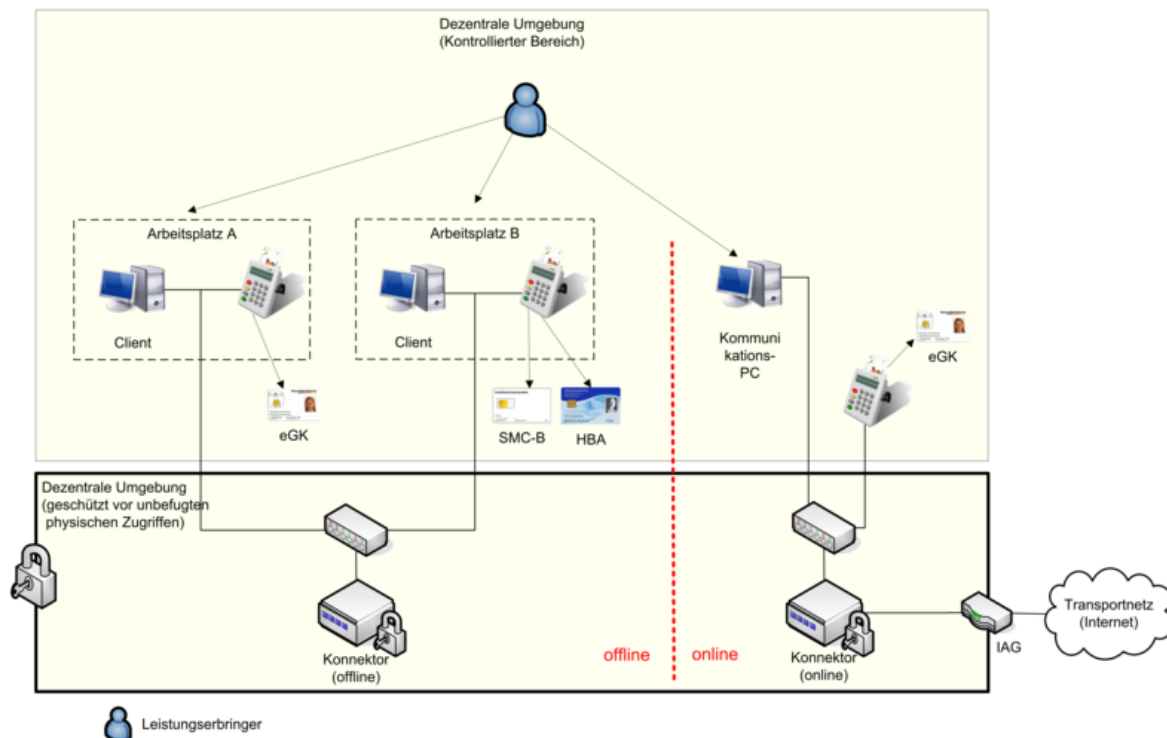 Dezentrale Umgebung
(Kontrollierter Bereich)
Arbeitsplatz A
Arbeitsplatz B
Client
Client
Kommuni
kations-
PC
eGK
eGK
SMC-B
HBA
Dezentrale Umgebung
(geschützt vor unbefugten
physischen Zugriffen)
Konnektor
(offline)
offline
online
Konnektor
(online)
IAG
Transportnetz
(Internet)
Leistungserbringer